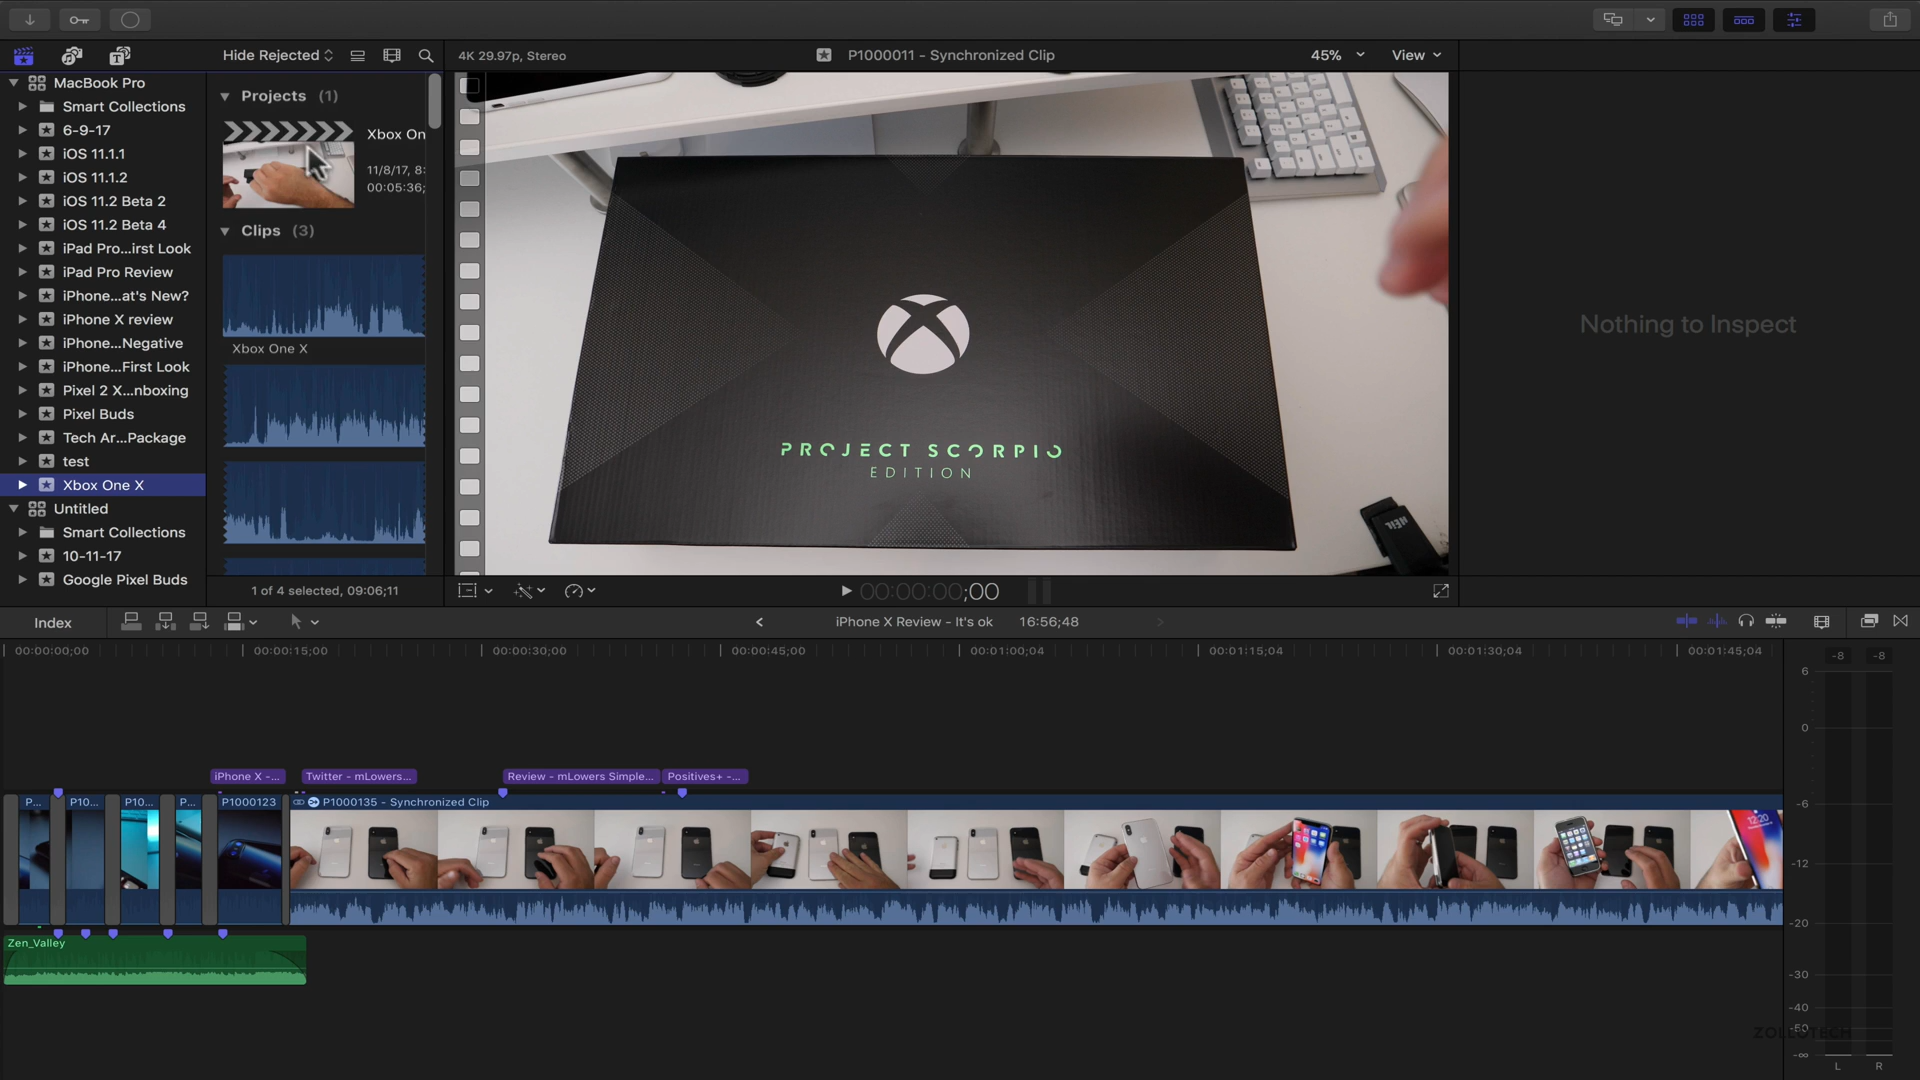 Hide Rejected
4K 29.97p, Stereo
P1000011 - Synchronized Clip
45%
View
MacBook Pro
Smart Collections
6-9-17
iOS 11.1.1
iOS 11.1.2
iOS 11.2 Beta 2
iOS 11.2 Beta 4
iPad Pro...irst Look
iPad Pro Review
iPhone...at's New?
iPhone X review
iPhone...Negative
iPhone...First Look
Pixel 2 X...nboxing
Pixel Buds
Tech Ar...Package
test
Xbox One X
Untitled
Smart Collections
10-11-17
Google Pixel Buds
Projects (1)
Xbox On
11/8/17, 8:
00:05:36;
Clips (3)
Xbox One X
1 of 4 selected, 09:06;11
PROJECT SCORPIO
EDITION
00:00:00;00
Nothing to Inspect
Index
iPhone X Review - It's ok
16:56;48
00:00:00;00
00:00:15;00
00:00:30;00
00:00:45;00
00:01:00;04
00:01:15;04
00:01:30;04
00:01:45;04
iPhone X -...
Twitter - mLowers...
Review - mLowers Simple...
Positives+ -...
P...
P10...
P10...
P...
P1000123
P1000135 - Synchronized Clip
12:20
Zen_Valley
-8
-8
6
0
-6
-12
-20
-30
-40
-50
-∞
L
R
ZOLLOTECH